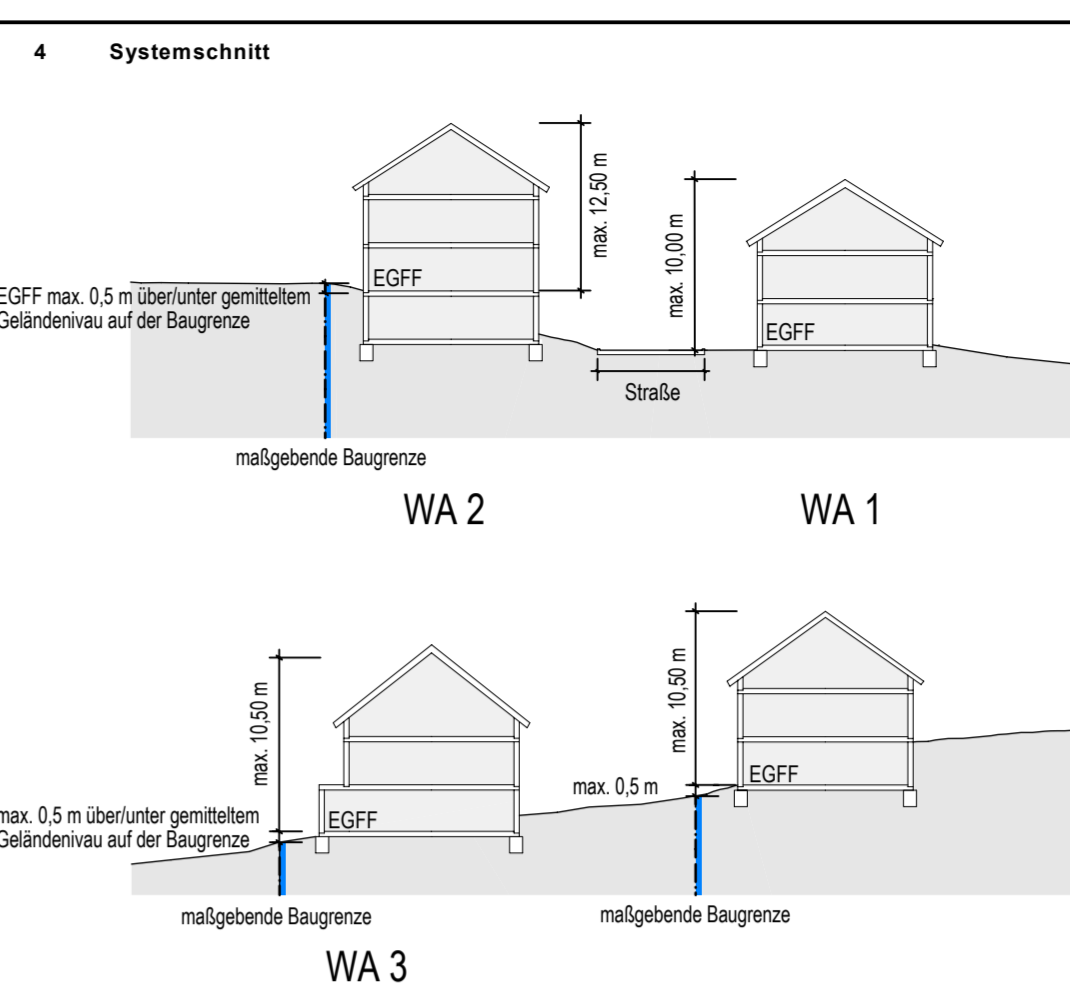 4 Systemschnitt
max. 12,50 m
max. 10,00 m
EGFF
EGFF max. 0,5 m über/unter gemitteltem
Geländenivau auf der Baugrenze
EGFF
Straße
maßgebende Baugrenze
WA 2
WA 1
max. 10,50 m
max. 10,50 m
EGFF
max. 0,5 m
max. 0,5 m über/unter gemitteltem
Geländenivau auf der Baugrenze
EGFF
maßgebende Baugrenze
maßgebende Baugrenze
WA 3